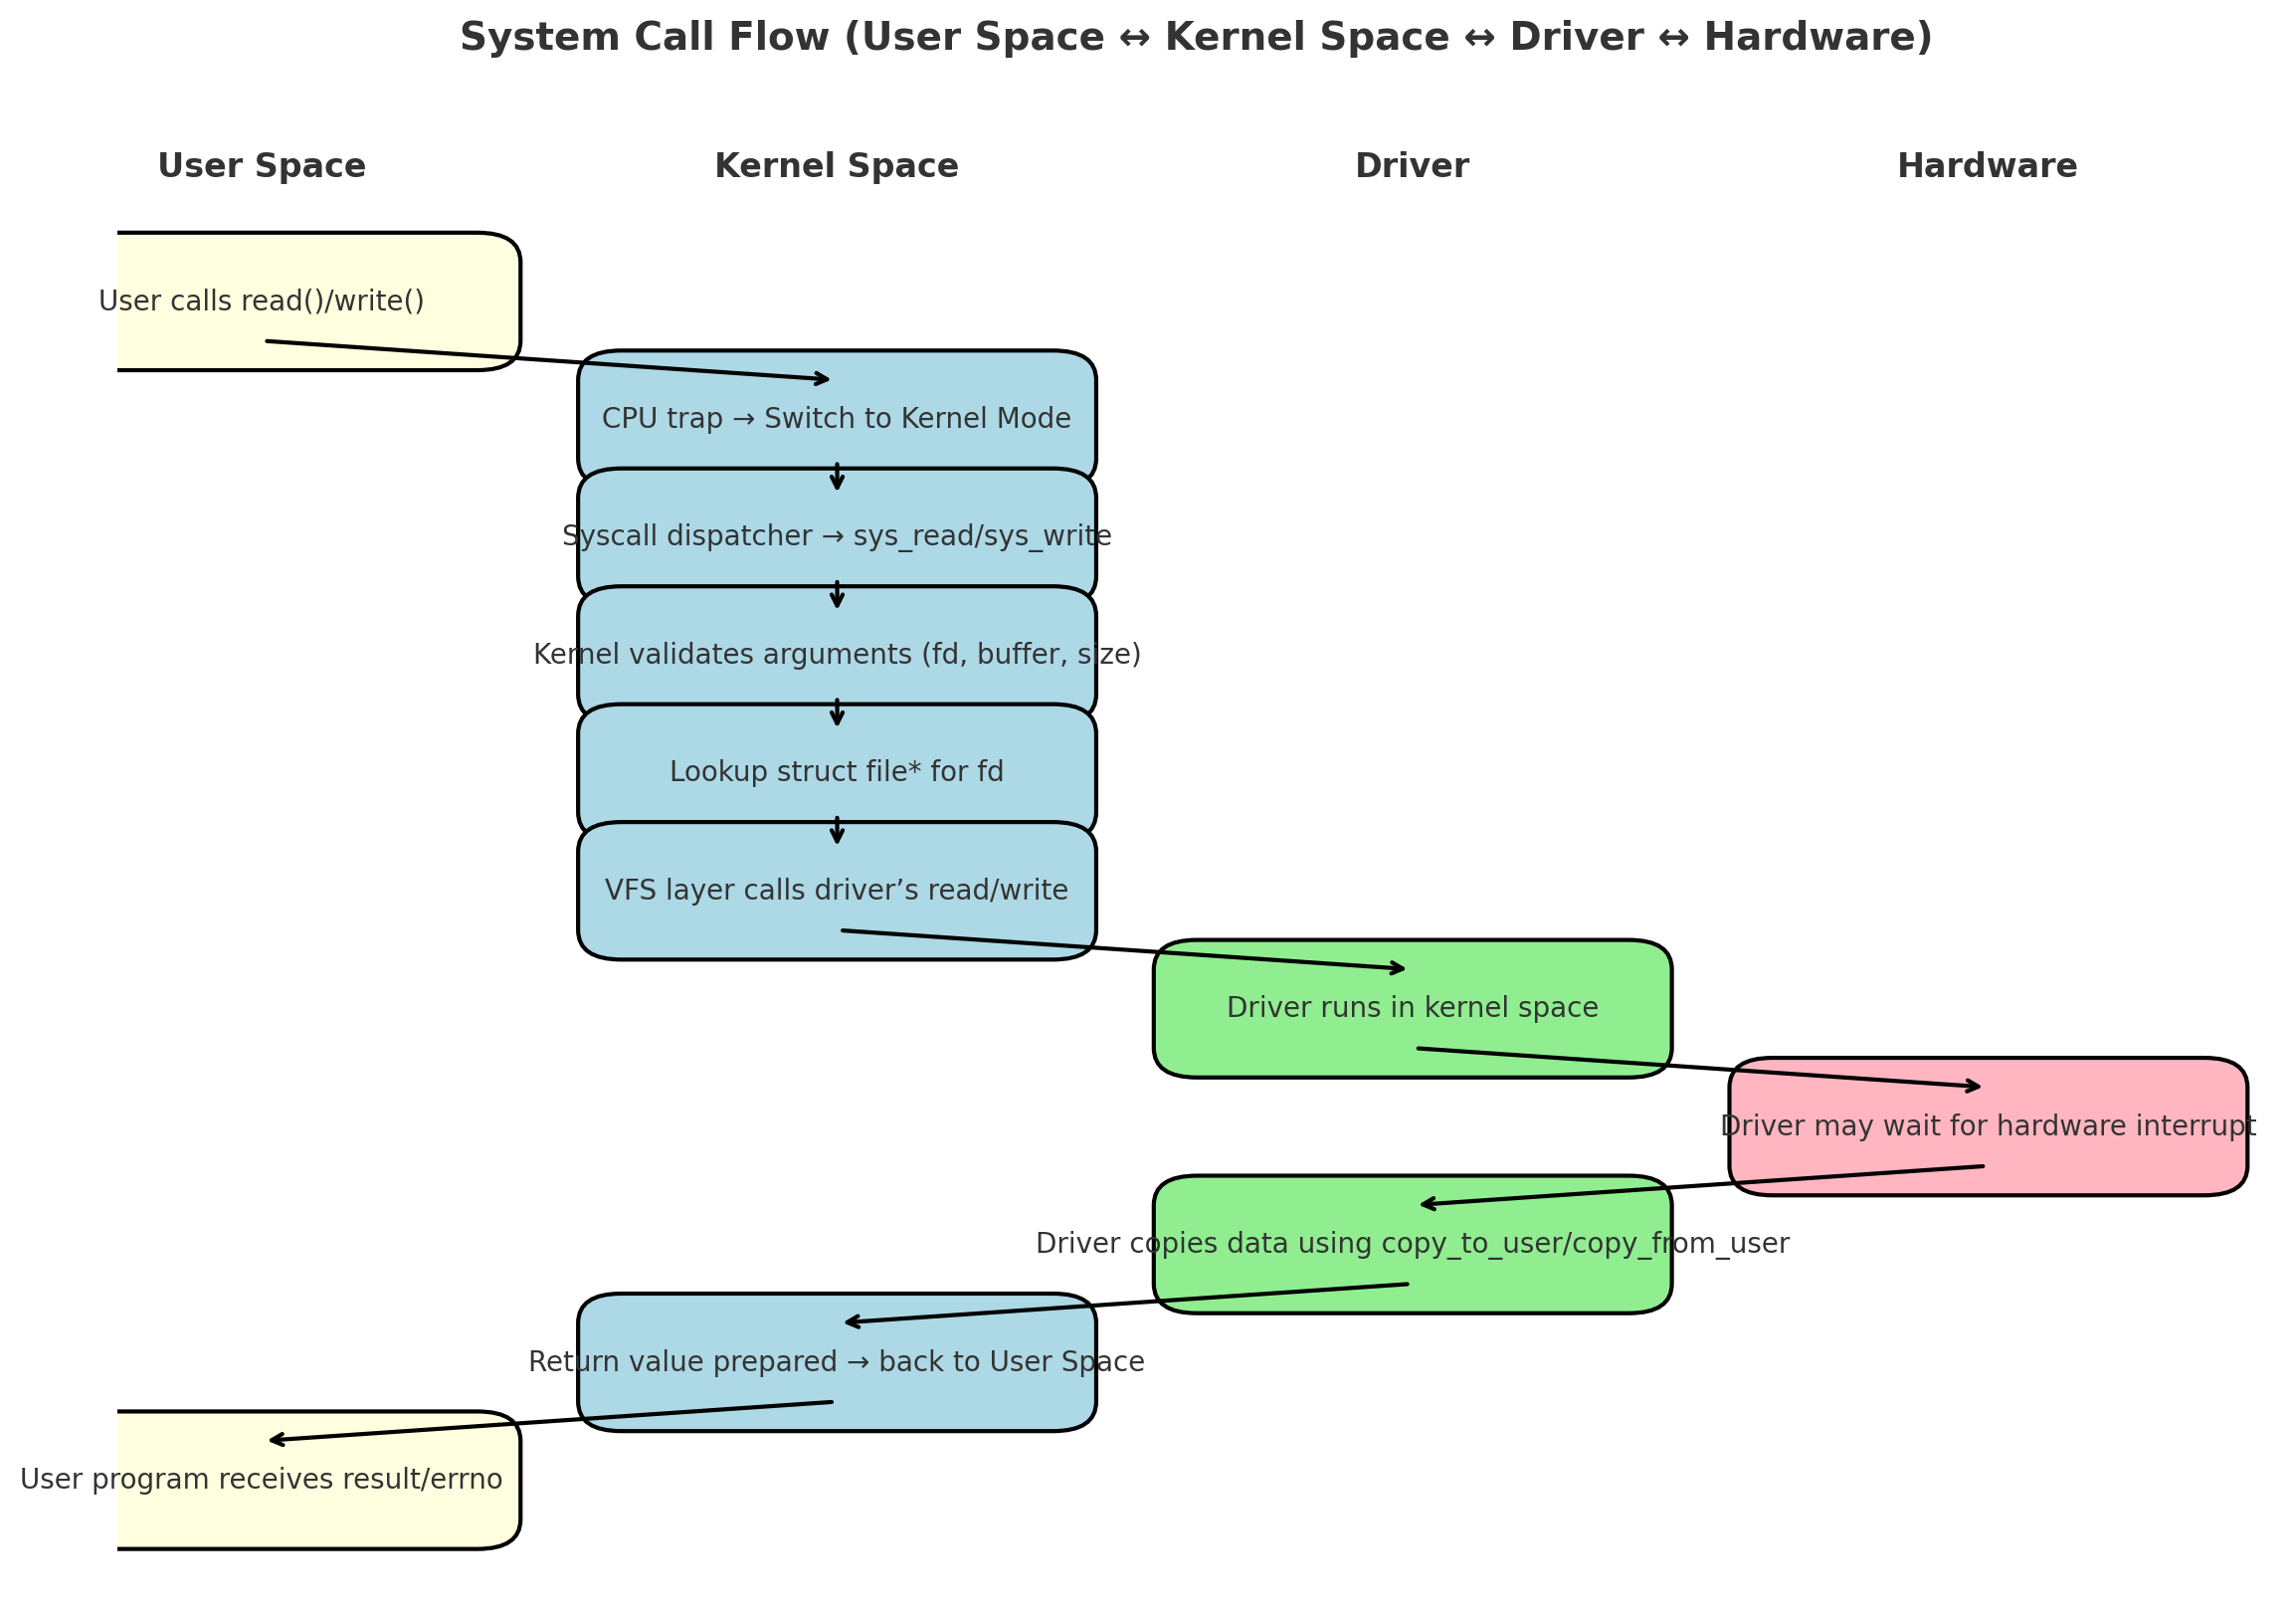 System Call Flow (User Space ↔ Kernel Space ↔ Driver ↔ Hardware)
User Space
Kernel Space
Driver
Hardware
User calls read()/write()
CPU trap → Switch to Kernel Mode
Syscall dispatcher → sys_read/sys_write
Kernel validates arguments (fd, buffer, size)
Lookup struct file* for fd
VFS layer calls driver’s read/write
Driver runs in kernel space
Driver may wait for hardware interrupt
Driver copies data using copy_to_user/copy_from_user
Return value prepared → back to User Space
User program receives result/errno